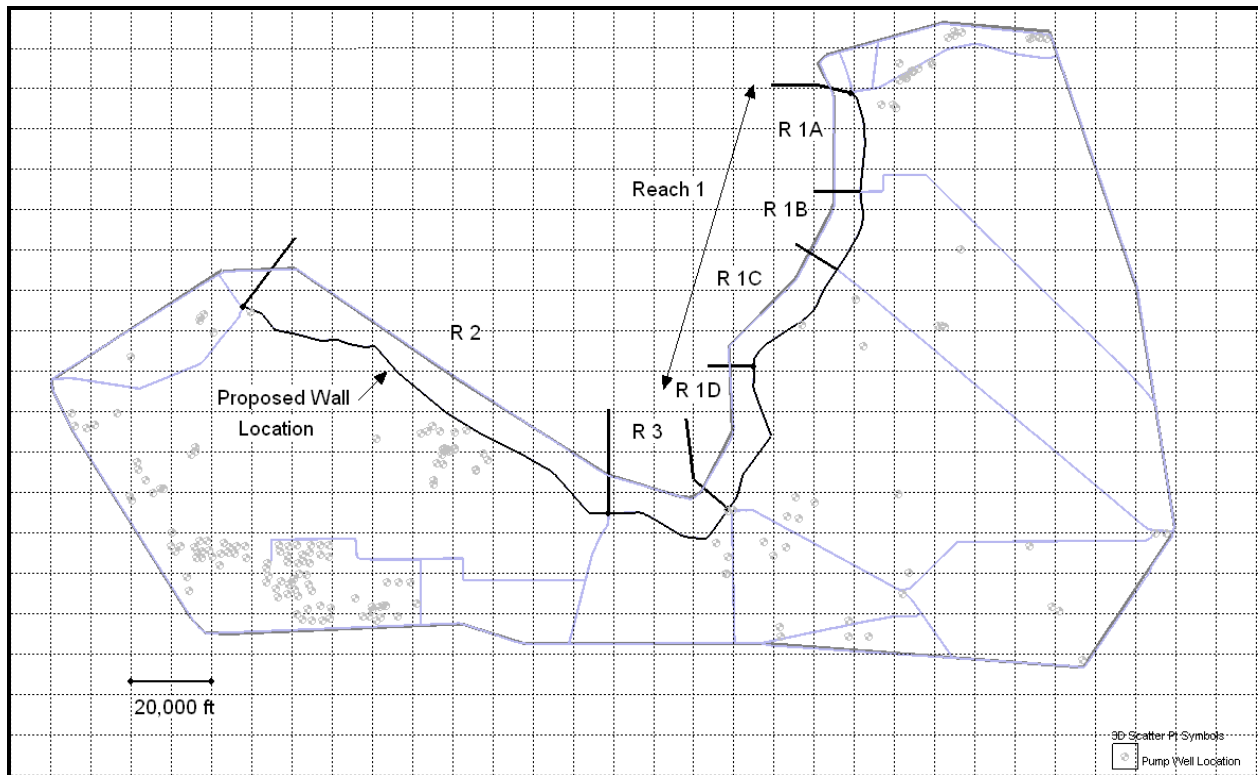 R 1A
Reach 1
R 1B
R 1C
R 2
R 1D
Proposed Wall
Location
R 3
20,000 ft
3D Scatter Pt Symbols
Pump Well Location